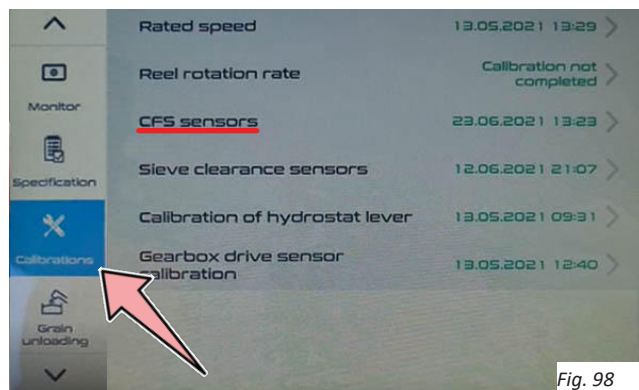 Rated speed 13.05.2021 13:29
Reel rotation rate Calibration not
completed
Monitor
CFS sensors 23.06.2021 13:23
Sieve clearance sensors 12.06.2021 21:07
Specification
Calibration of hydrostat lever 13.05.2021 09:31
Calibrations
Gearbox drive sensor
calibration 13.05.2021 12:40
Grain
unloading
Fig. 98